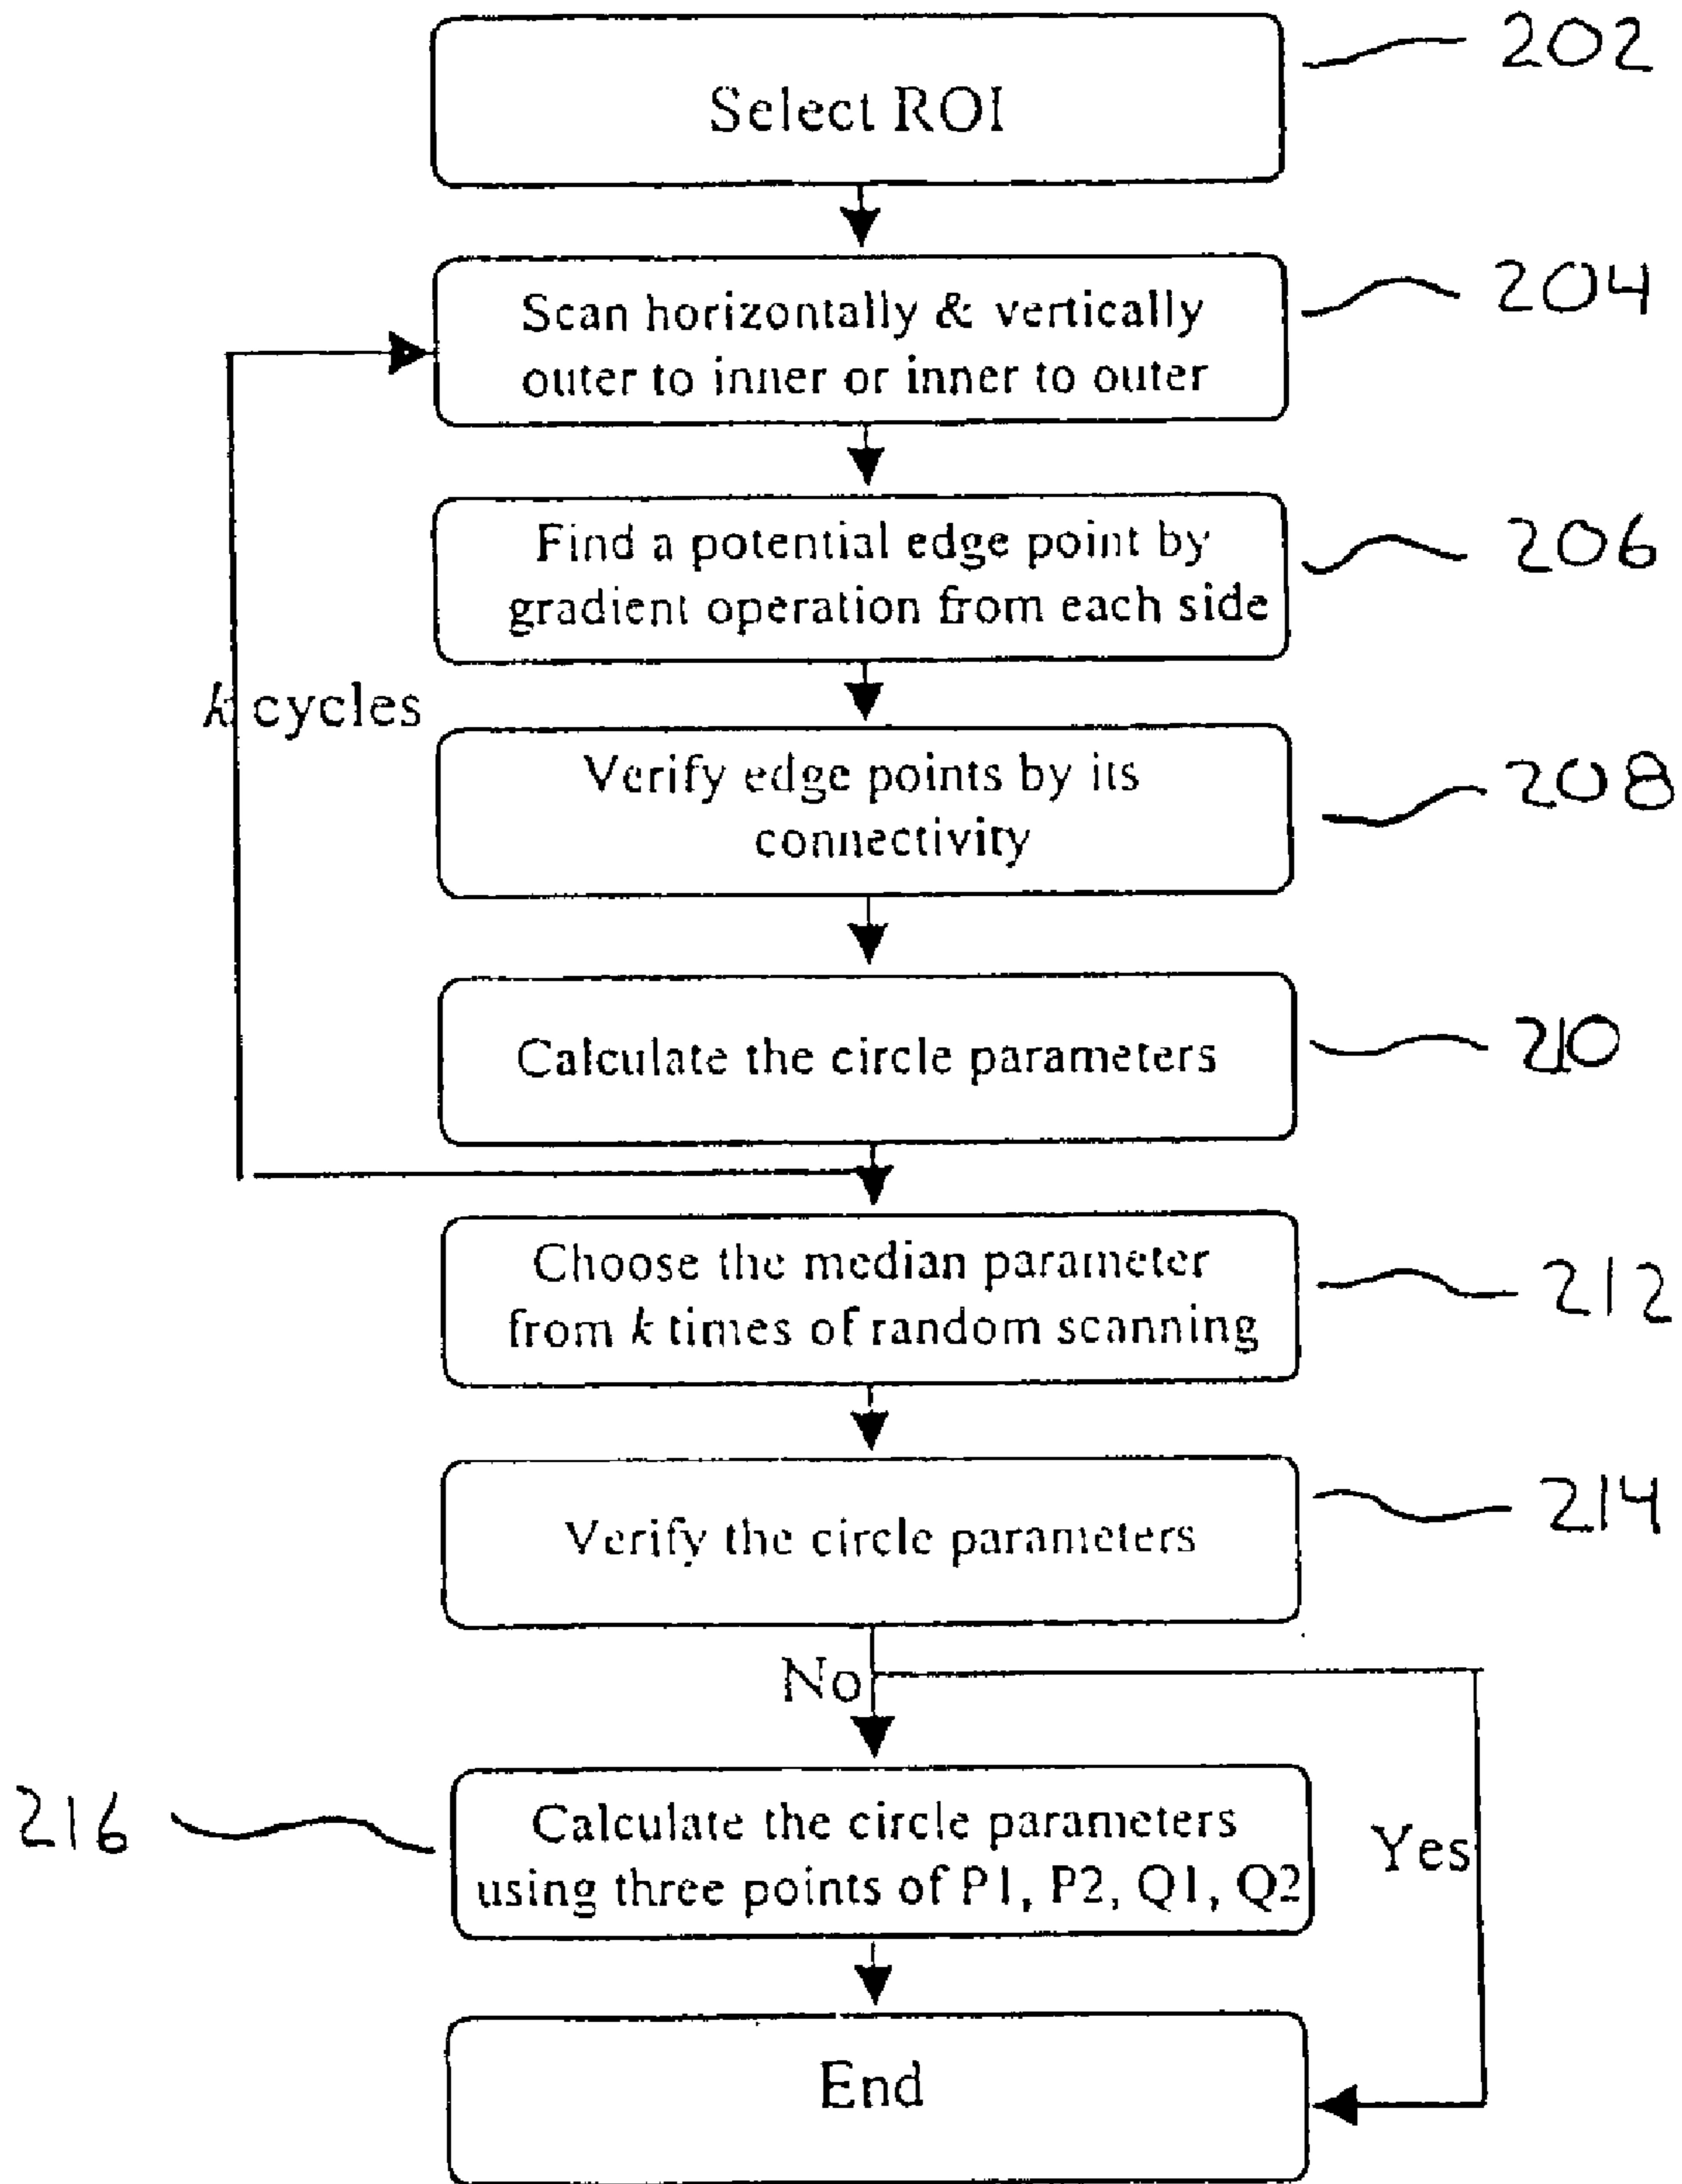 Select ROI
202
Scan horizontally & vertically
outer to inner or inner to outer
204
Find a potential edge point by
gradient operation from each side
206
k cycles
Verify edge points by its
connectivity
208
Calculate the circle parameters
210
Choose the median parameter
from k times of random scanning
212
Verify the circle parameters
214
No
Yes
216
Calculate the circle parameters
using three points of P1, P2, Q1, Q2
End